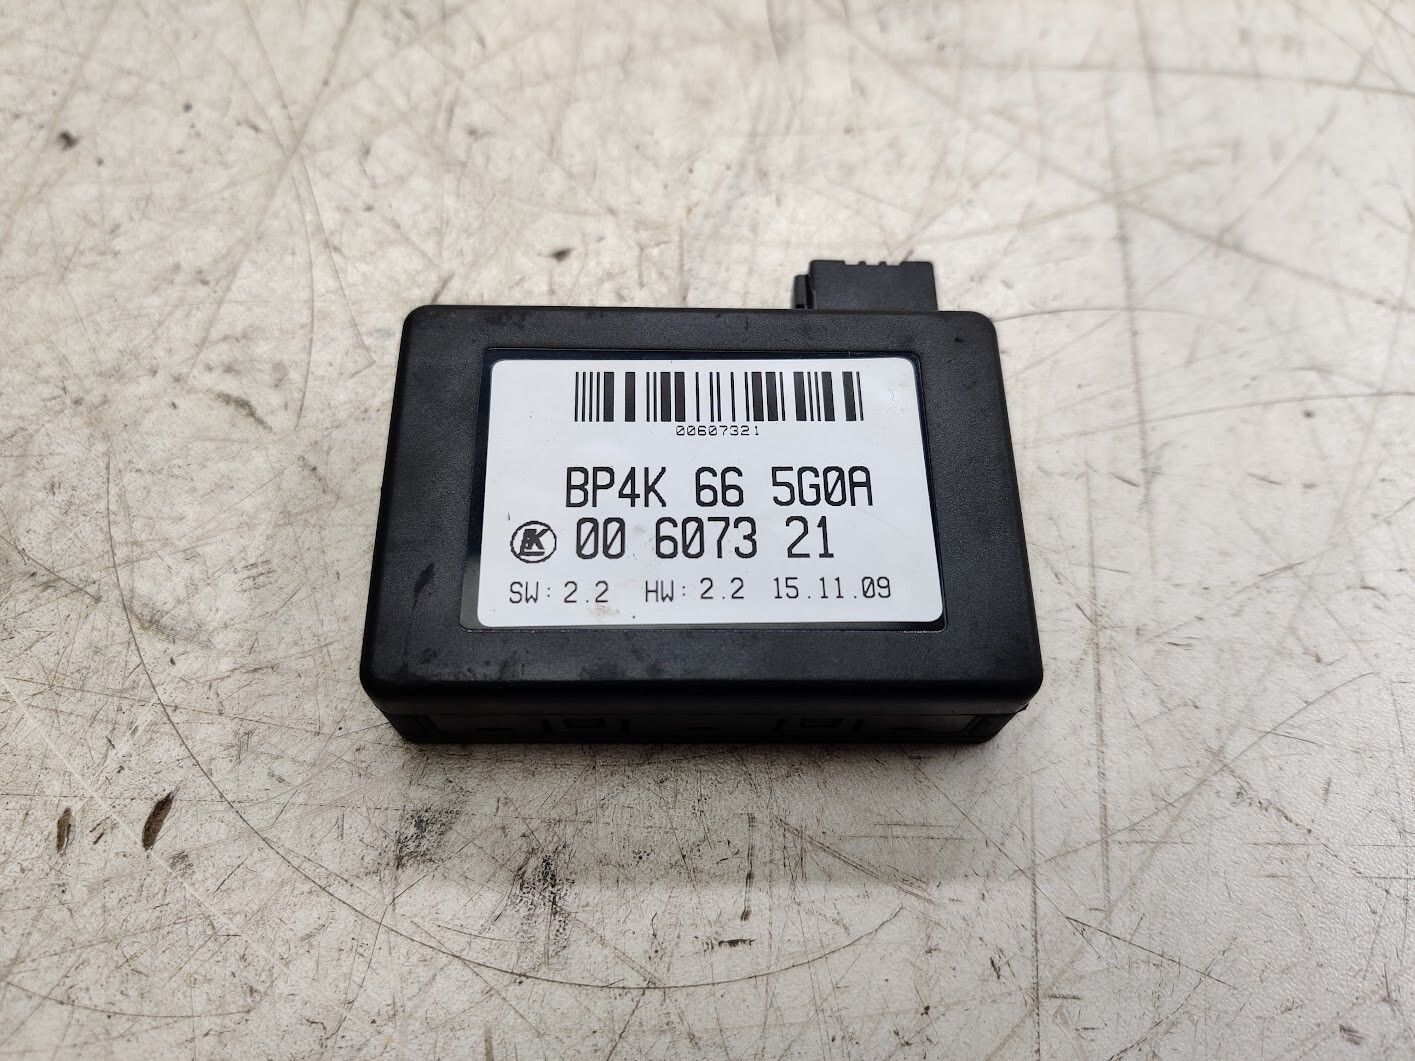 00607321
BP4K 66 5G0A
00 6073 21
SW: 2.2 HW: 2.2 15.11.09